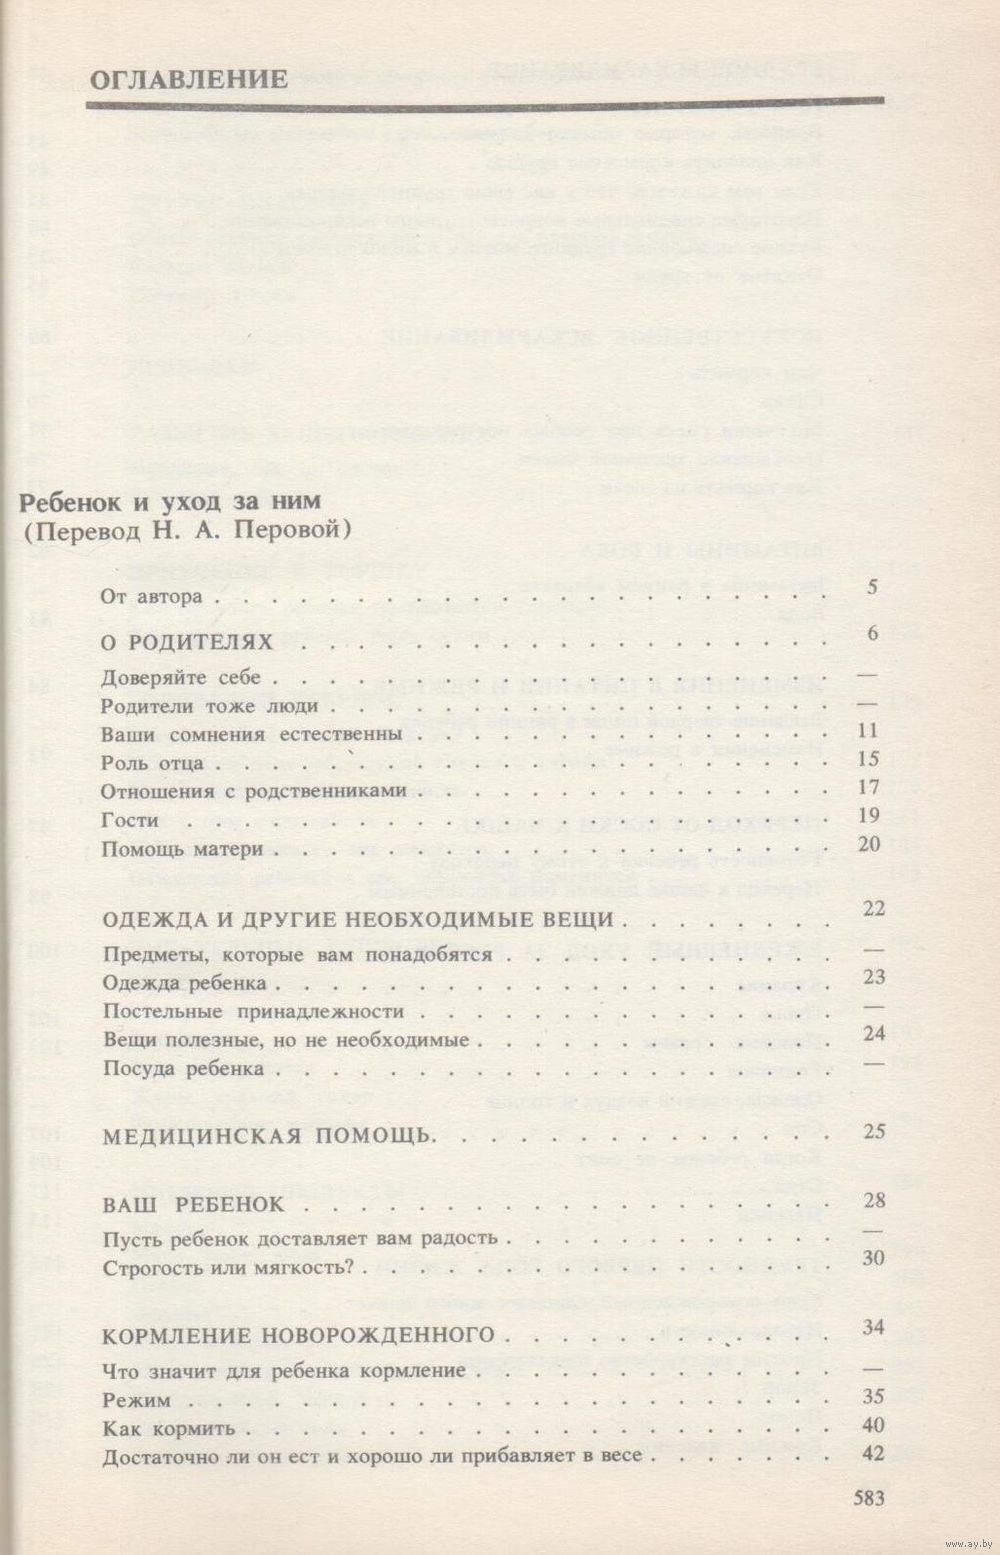 ОГЛАВЛЕНИЕ
Ребенок и уход за ним
(Перевод Н. А. Перовой)
От автора . . . . . . . . . . . . . . . . . . . . . . 5
О РОДИТЕЛЯХ . . . . . . . . . . . . . . . . . . . 6
Доверяйте себе . . . . . . . . . . . . . . . . . . . . —
Родители тоже люди . . . . . . . . . . . . . . . . . . —
Ваши сомнения естественны . . . . . . . . . . . . . . . 11
Роль отца . . . . . . . . . . . . . . . . . . . . . . 15
Отношения с родственниками . . . . . . . . . . . . . . . 17
Гости . . . . . . . . . . . . . . . . . . . . . . . 19
Помощь матери . . . . . . . . . . . . . . . . . . . . 20
ОДЕЖДА И ДРУГИЕ НЕОБХОДИМЫЕ ВЕЩИ . . . . . . . . 22
Предметы, которые вам понадобятся . . . . . . . . . . . . —
Одежда ребенка . . . . . . . . . . . . . . . . . . . . 23
Постельные принадлежности . . . . . . . . . . . . . . . —
Вещи полезные, но не необходимые . . . . . . . . . . . . . 24
Посуда ребенка . . . . . . . . . . . . . . . . . . . . —
МЕДИЦИНСКАЯ ПОМОЩЬ. . . . . . . . . . . . . . . 25
ВАШ РЕБЕНОК . . . . . . . . . . . . . . . . . . . 28
Пусть ребенок доставляет вам радость . . . . . . . . . . . . —
Строгость или мягкость? . . . . . . . . . . . . . . . . . 30
КОРМЛЕНИЕ НОВОРОЖДЕННОГО . . . . . . . . . . . . 34
Что значит для ребенка кормление . . . . . . . . . . . . . —
Режим . . . . . . . . . . . . . . . . . . . . . . . 35
Как кормить . . . . . . . . . . . . . . . . . . . . . 40
Достаточно ли он ест и хорошо ли прибавляет в весе . . . . . . . 42
583
www.ay.by